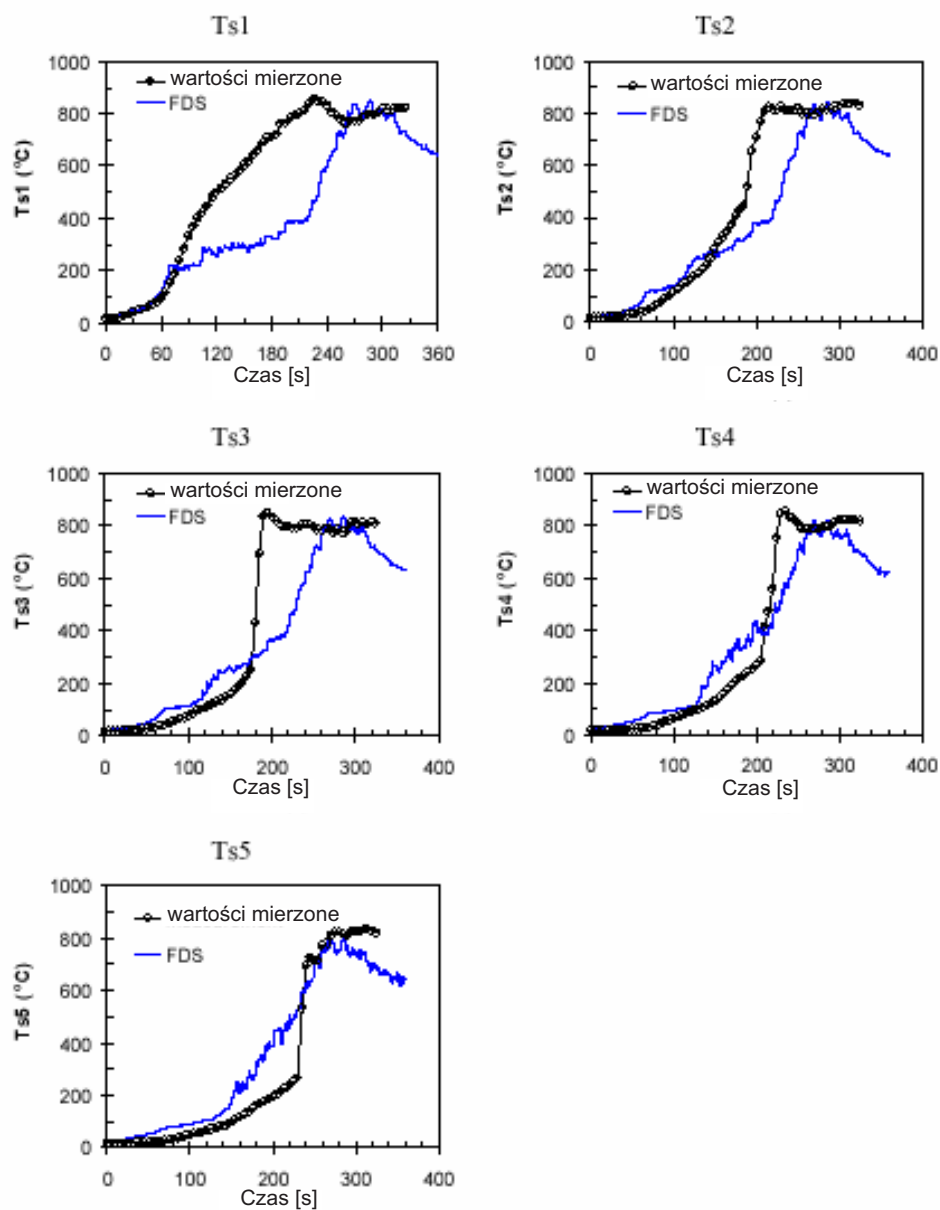 Ts1
Ts2
1000
800
600
400
200
0
Ts1 (°C)
wartości mierzone
FDS
0 60 120 180 240 300 360
Czas [s]
1000
800
600
400
200
0
Ts2 (°C)
wartości mierzone
FDS
0 100 200 300 400
Czas [s]
Ts3
Ts4
1000
800
600
400
200
0
Ts3 (°C)
wartości mierzone
FDS
0 100 200 300 400
Czas [s]
1000
800
600
400
200
0
Ts4 (°C)
wartości mierzone
FDS
0 100 200 300 400
Czas [s]
Ts5
1000
800
600
400
200
0
Ts5 (°C)
wartości mierzone
FDS
0 100 200 300 400
Czas [s]